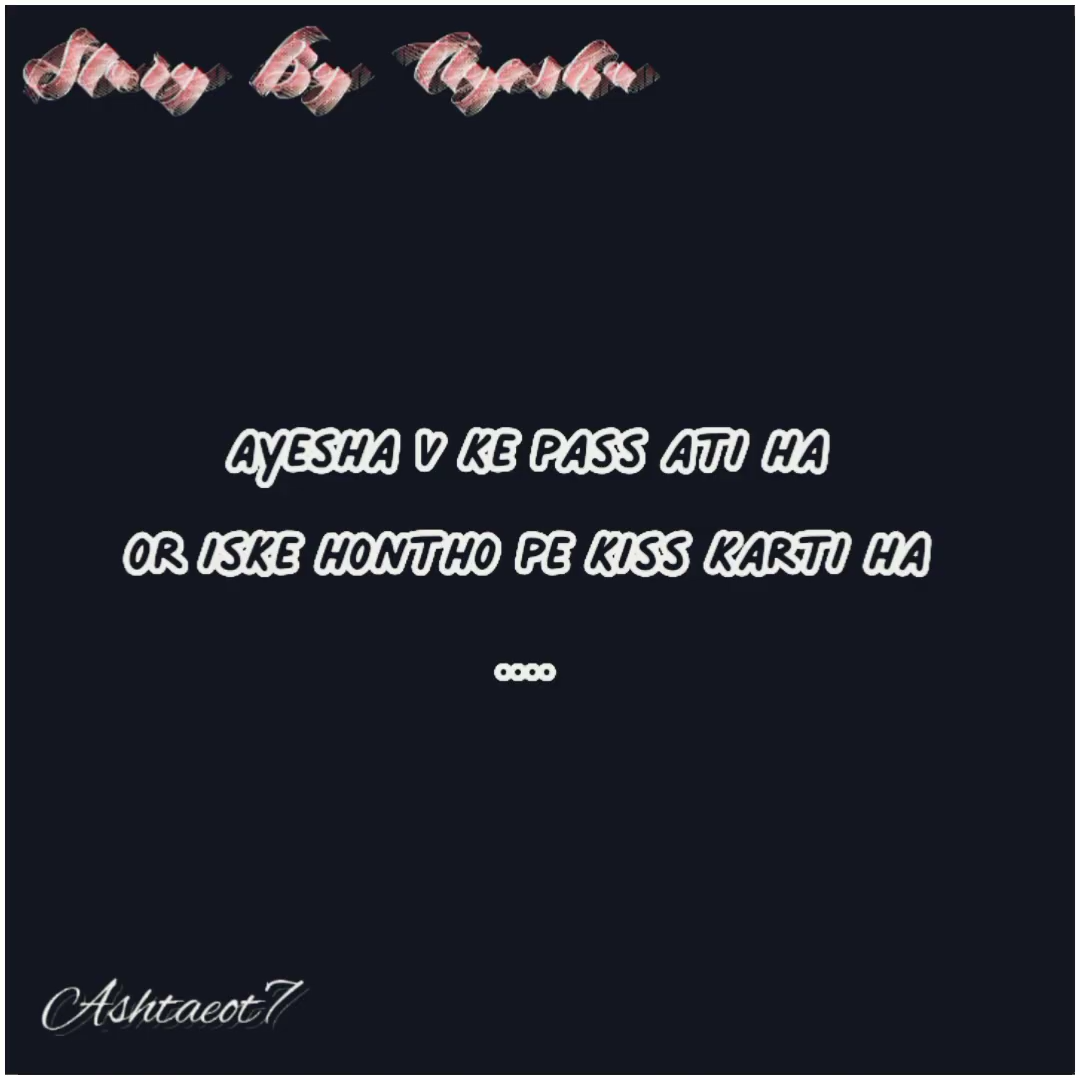 Story By Ayesha
AYESHA V KE PASS ATI HA
OR ISKE HONTHO PE KISS KARTI HA
....
Ashtaeot7